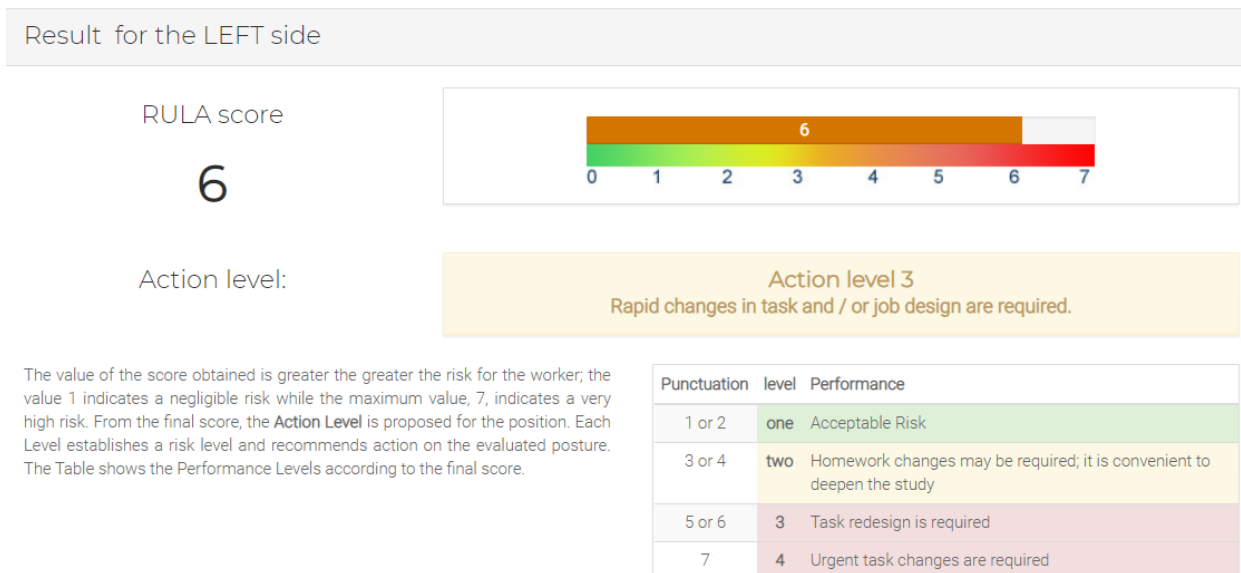 Result for the LEFT side
RULA score
6
6
0 1 2 3 4 5 6 7
Action level:
Action level 3
Rapid changes in task and / or job design are required.
The value of the score obtained is greater the greater the risk for the worker; the
value 1 indicates a negligible risk while the maximum value, 7, indicates a very
high risk. From the final score, the Action Level is proposed for the position. Each
Level establishes a risk level and recommends action on the evaluated posture.
The Table shows the Performance Levels according to the final score.
Punctuation level Performance
1 or 2 one Acceptable Risk
3 or 4 two Homework changes may be required; it is convenient to
deepen the study
5 or 6 3 Task redesign is required
7 4 Urgent task changes are required